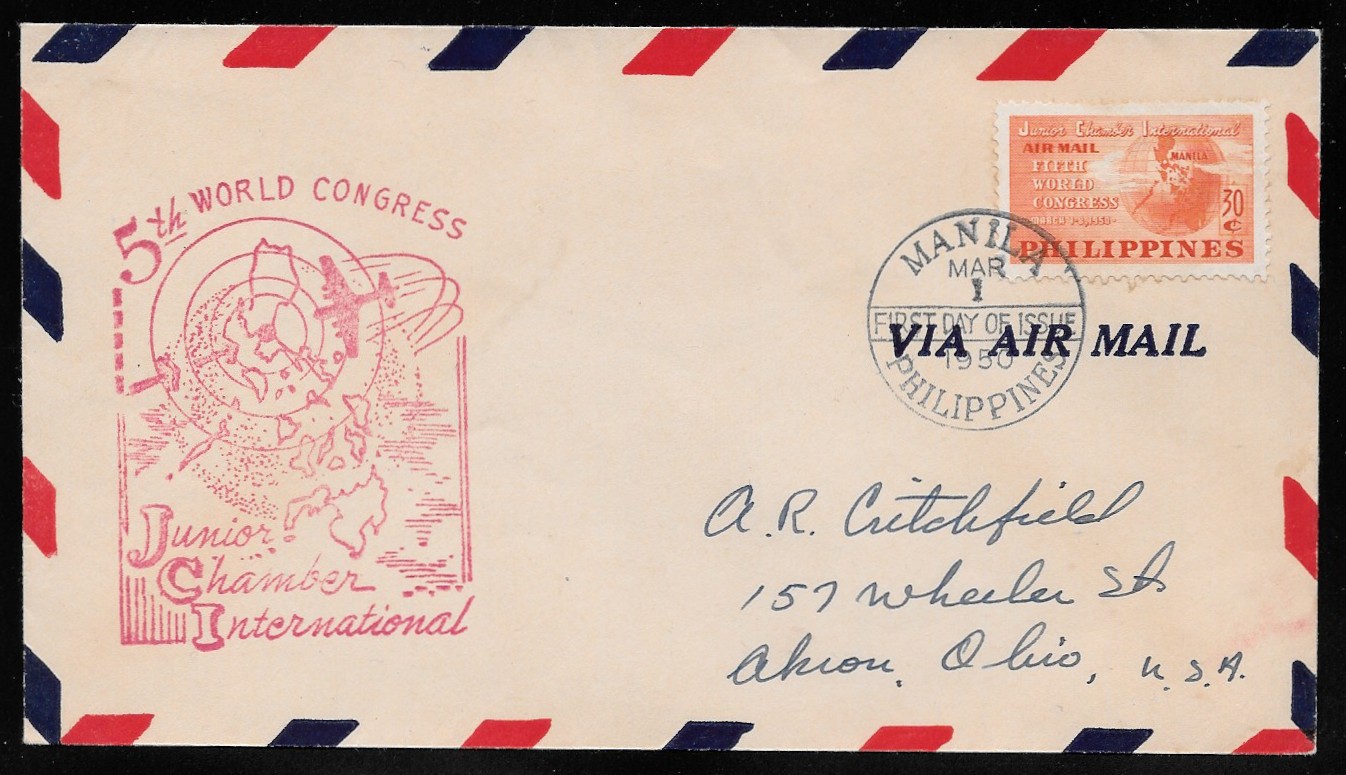 5th WORLD CONGRESS
Junior
Chamber
International
Junior Chamber International
AIR MAIL
MANILA
FIFTH
WORLD
CONGRESS
30
¢
PHILIPPINES
MANILA
MAR
1
FIRST DAY OF ISSUE
1950
PHILIPPINES
VIA AIR MAIL
A. R. Critchfield
157 Wheeler St
Akron, Ohio, U.S.A.